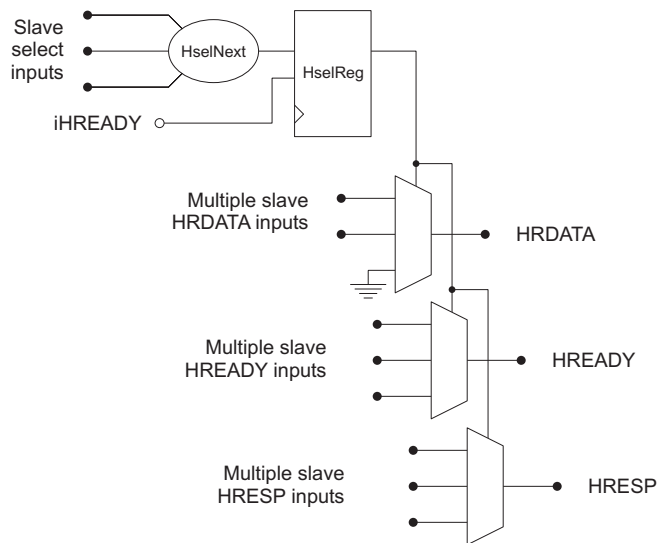 Slave
select
inputs
HselNext
HselReg
iHREADY
Multiple slave
HRDATA inputs
HRDATA
Multiple slave
HREADY inputs
HREADY
Multiple slave
HRESP inputs
HRESP